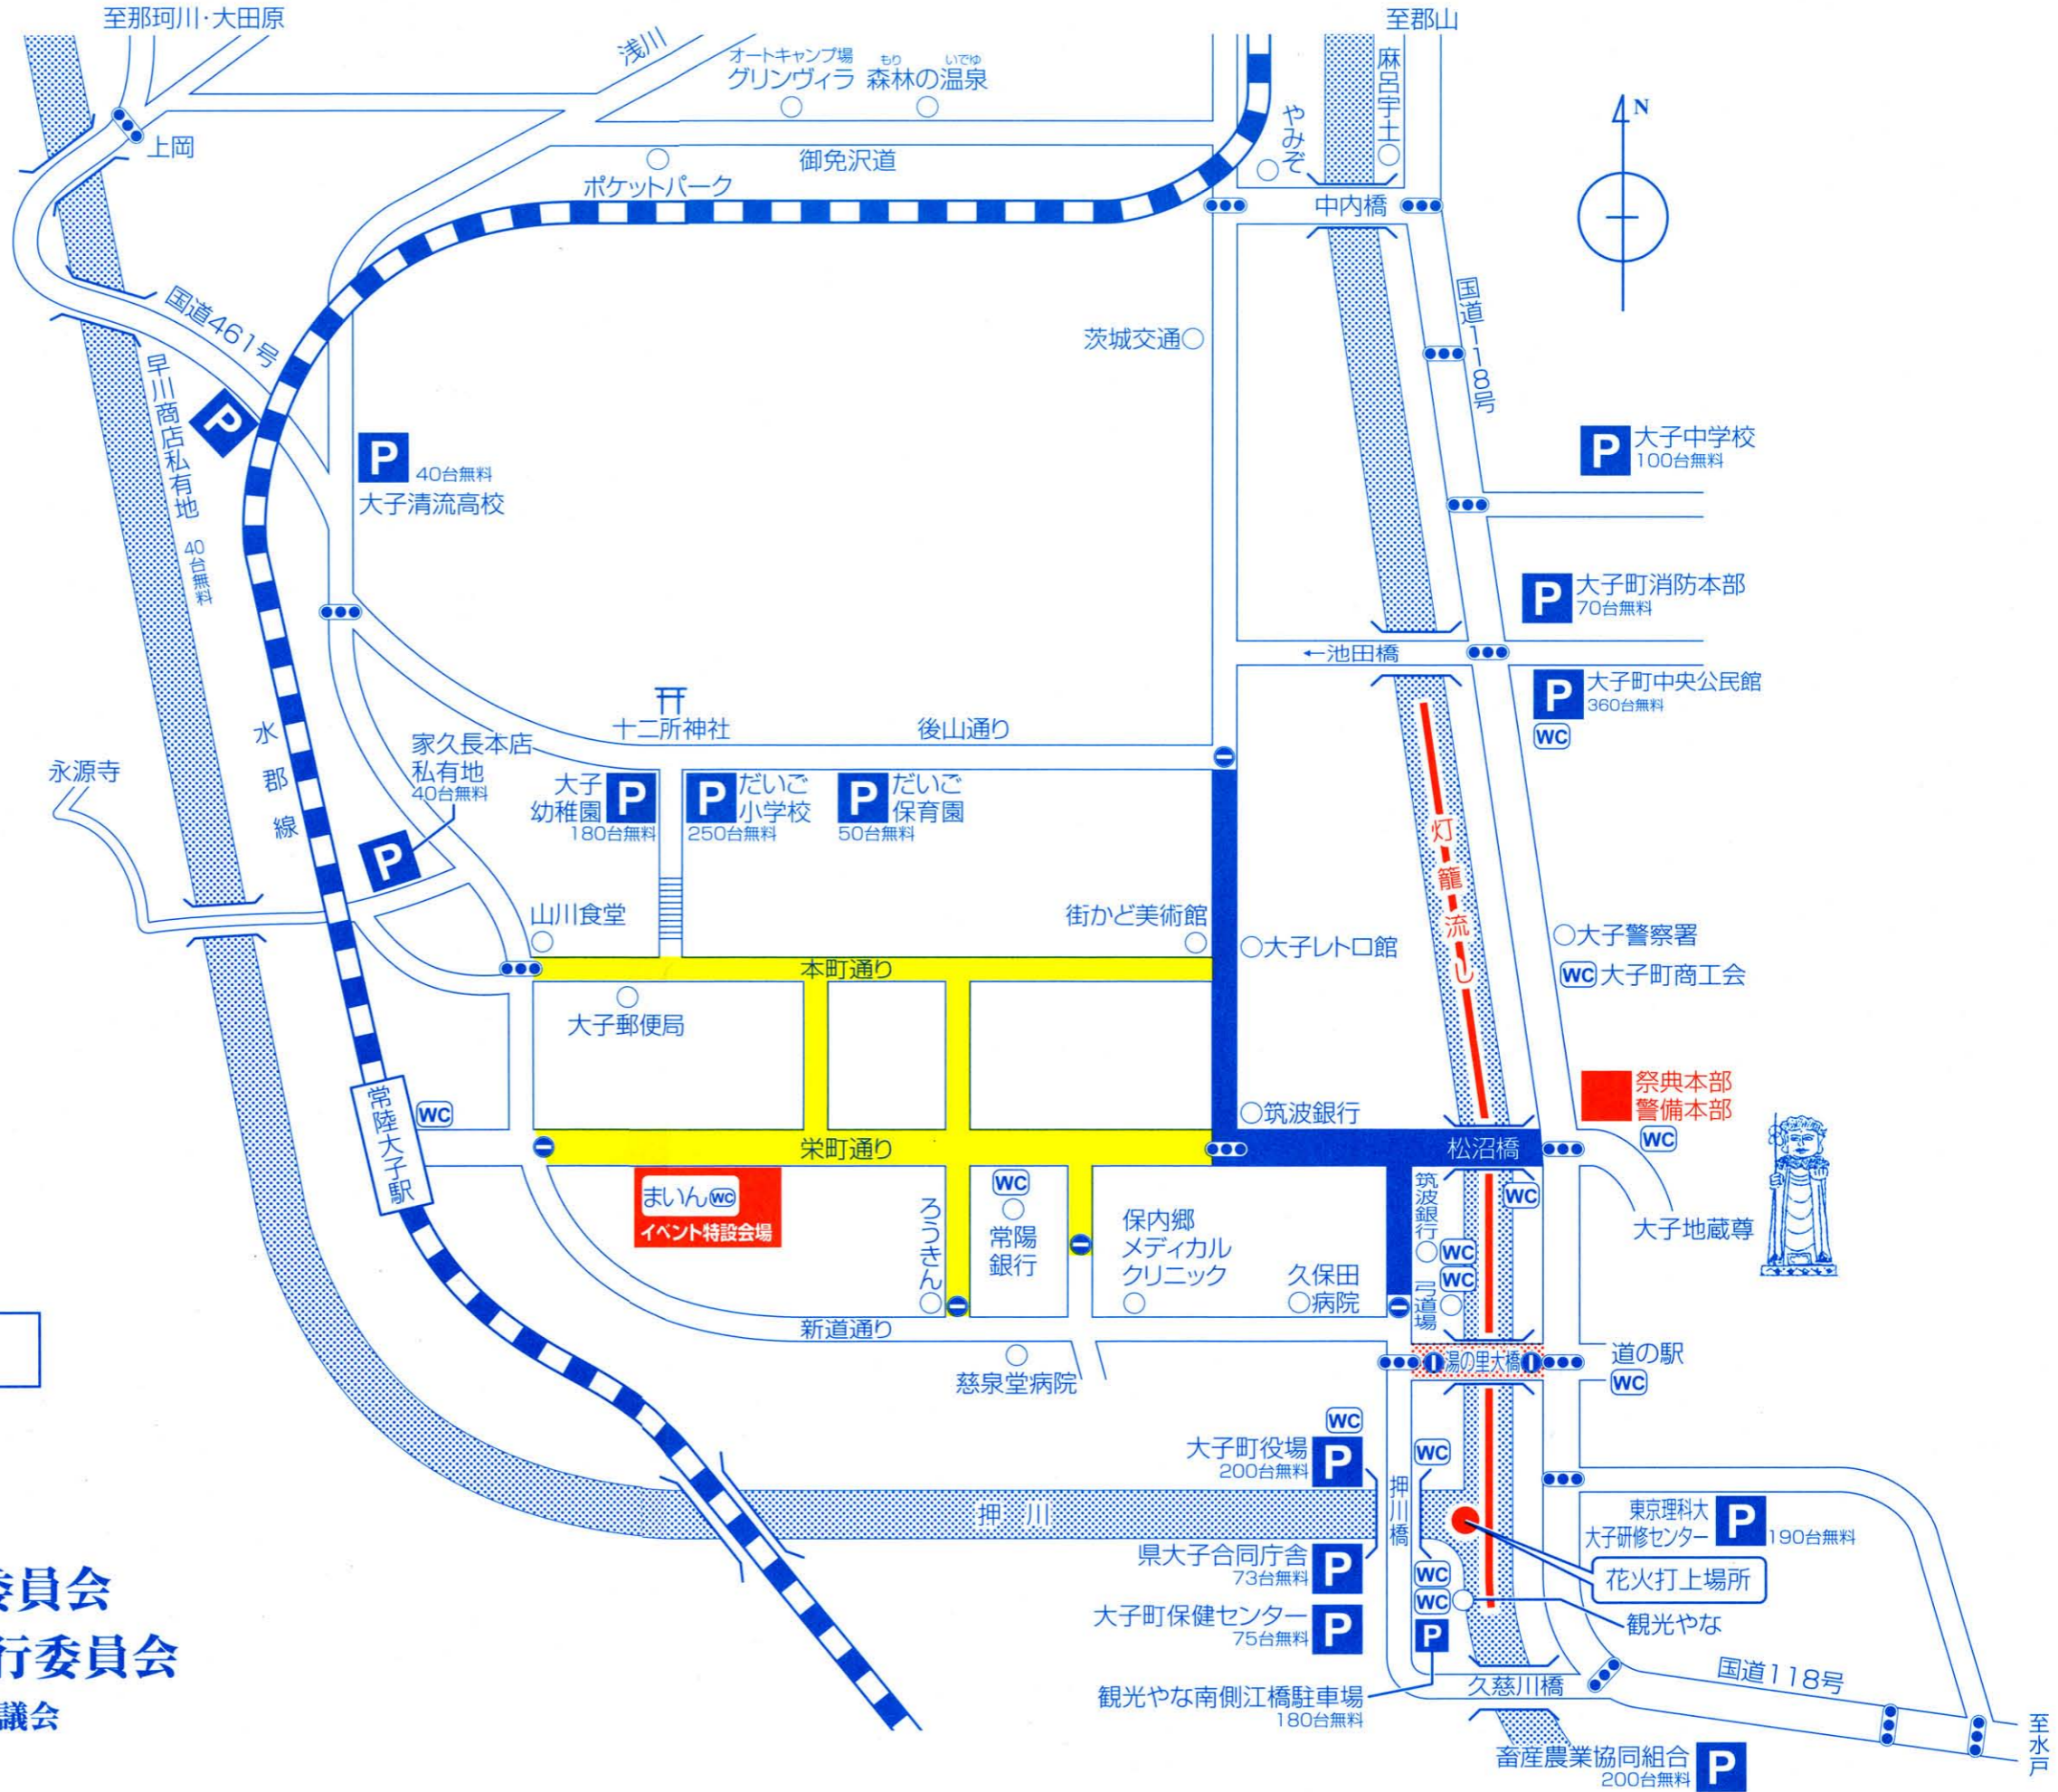 至那珂川・大田原
至郡山
浅川
オートキャンプ場
グリンヴィラ
もり いでゆ
森林の温泉
麻呂宇土
N
やみぞ
上岡
御免沢道
ポケットパーク
中内橋
国道461号
国道118号
茨城交通
早川商店私有地 40台無料
P
P
40台無料
大子清流高校
P
大子中学校
100台無料
P
大子町消防本部
70台無料
←池田橋
P
大子町中央公民館
360台無料
WC
十二所神社
後山通り
水郡線
家久長本店
私有地
40台無料
P
永源寺
大子
幼稚園
P
180台無料
P
だいご
小学校
250台無料
P
だいご
保育園
50台無料
灯籠流し
山川食堂
街かど美術館
大子レトロ館
大子警察署
WC 大子町商工会
本町通り
大子郵便局
常陸大子駅
WC
筑波銀行
祭典本部
警備本部
WC
栄町通り
松沼橋
まいん WC
イベント特設会場
ろうきん
WC
常陽
銀行
保内郷
メディカル
クリニック
久保田
病院
筑波銀行
WC
WC
弓道場
WC
大子地蔵尊
新道通り
慈泉堂病院
湯の里大橋
道の駅
WC
WC
大子町役場
200台無料
P
WC
押川
押川橋
東京理科大
大子研修センター
P
190台無料
県大子合同庁舎
73台無料
P
WC
花火打上場所
大子町保健センター
75台無料
P
WC
観光やな
P
観光やな南側江橋駐車場
180台無料
久慈川橋
国道118号
至水戸
畜産農業協同組合
200台無料
P
委員会
行委員会
議会